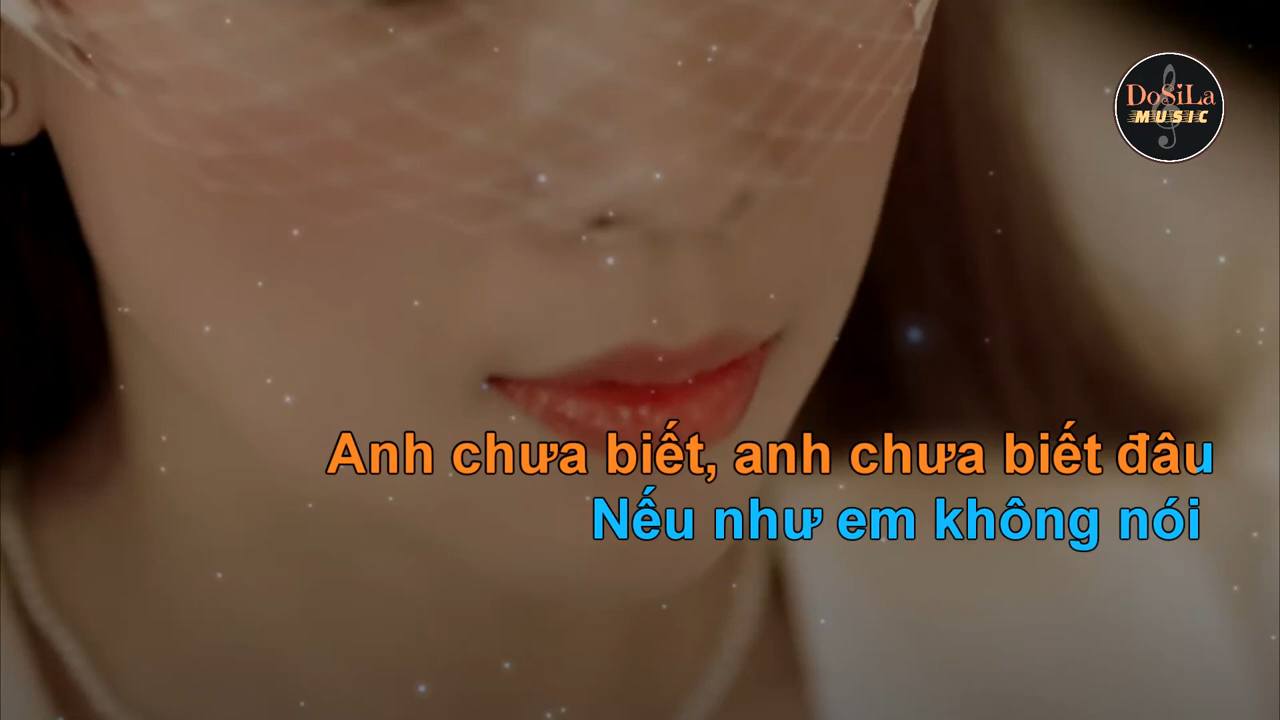 DoSiLa
MUSIC
Anh chưa biết, anh chưa biết đâu
Nếu như em không nói